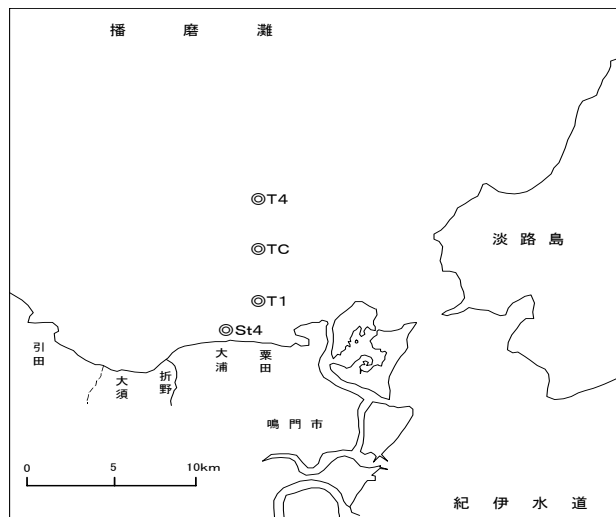 播磨灘
◎T4
◎TC
淡路島
◎T1
◎St4
引田
大須
折野
大浦
粟田
鳴門市
0 5 10km
紀伊水道